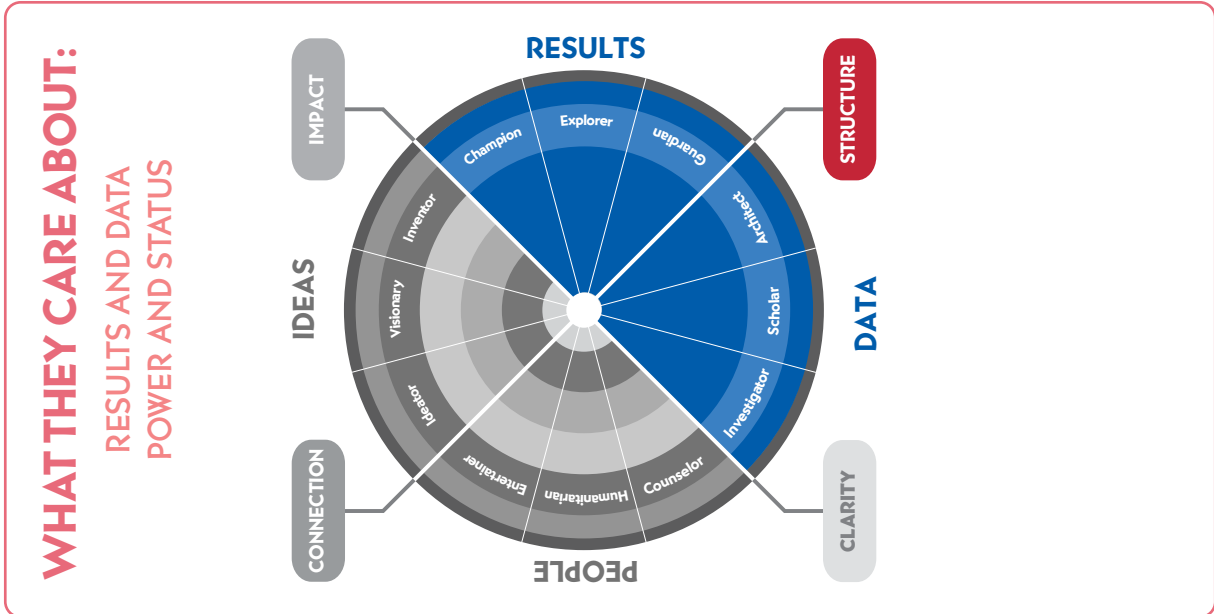 WHAT THEY CARE ABOUT:
RESULTS AND DATA
POWER AND STATUS
RESULTS
IMPACT
STRUCTURE
Champion
Explorer
Guardian
Inventor
Architect
IDEAS
Visionary
Scholar
DATA
Ideator
Investigator
Entertainer
Humanitarian
Counselor
CONNECTION
CLARITY
PEOPLE